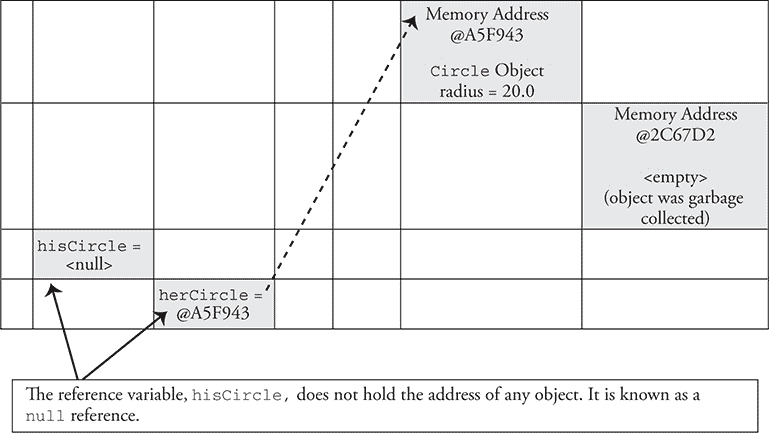 Memory Address
@A5F943
Circle Object
radius = 20.0
Memory Address
@2C67D2
<empty>
(object was garbage
collected)
hisCircle =
<null>
herCircle =
@A5F943
The reference variable, hisCircle, does not hold the address of any object. It is known as a
null reference.